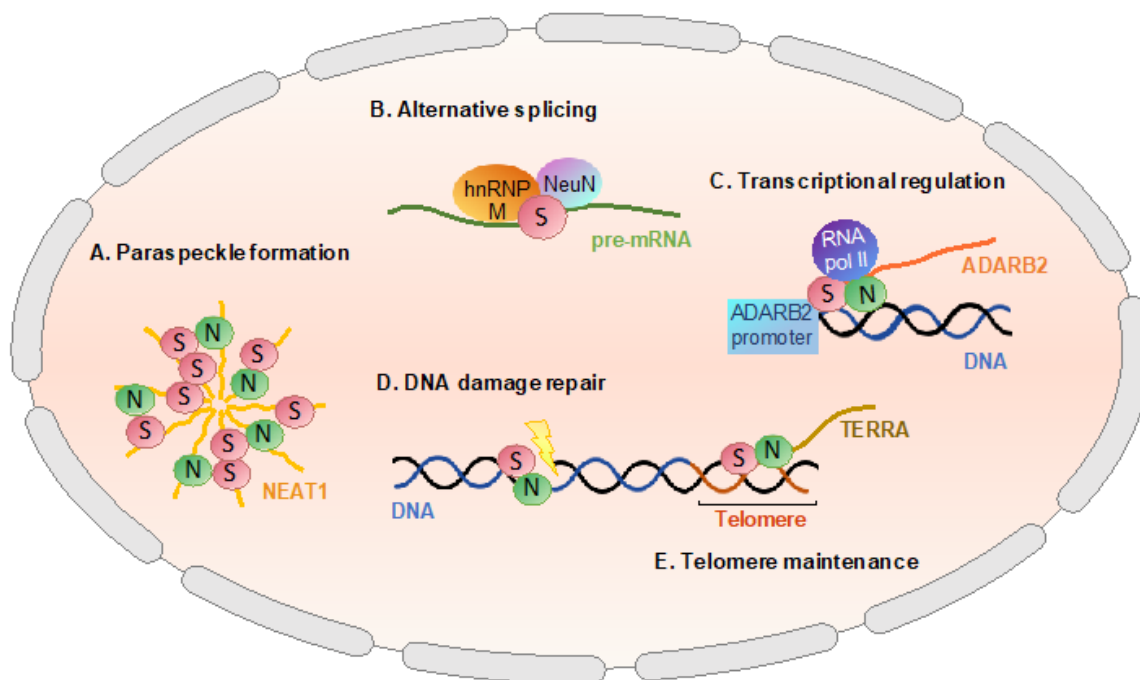 B. Alternative splicing
hnRNP
M
NeuN
S
pre-mRNA
C. Transcriptional regulation
RNA
pol II
S
N
ADARB2
ADARB2
promoter
DNA
A. Paraspeckle formation
N
S
S
S
N
N
S
S
S
N
S
N
S
NEAT1
D. DNA damage repair
S
N
DNA
S
N
TERRA
Telomere
E. Telomere maintenance